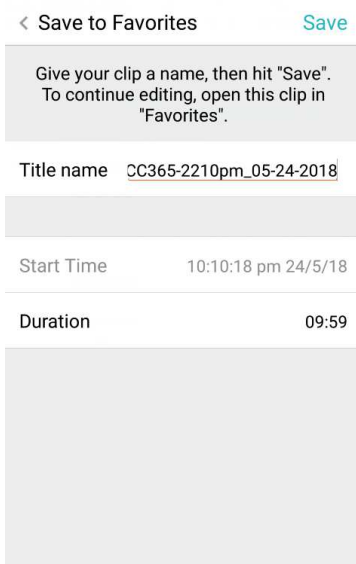 < Save to Favorites Save
Give your clip a name, then hit "Save".
To continue editing, open this clip in
"Favorites".
Title name CC365-2210pm_05-24-2018
Start Time 10:10:18 pm 24/5/18
Duration 09:59